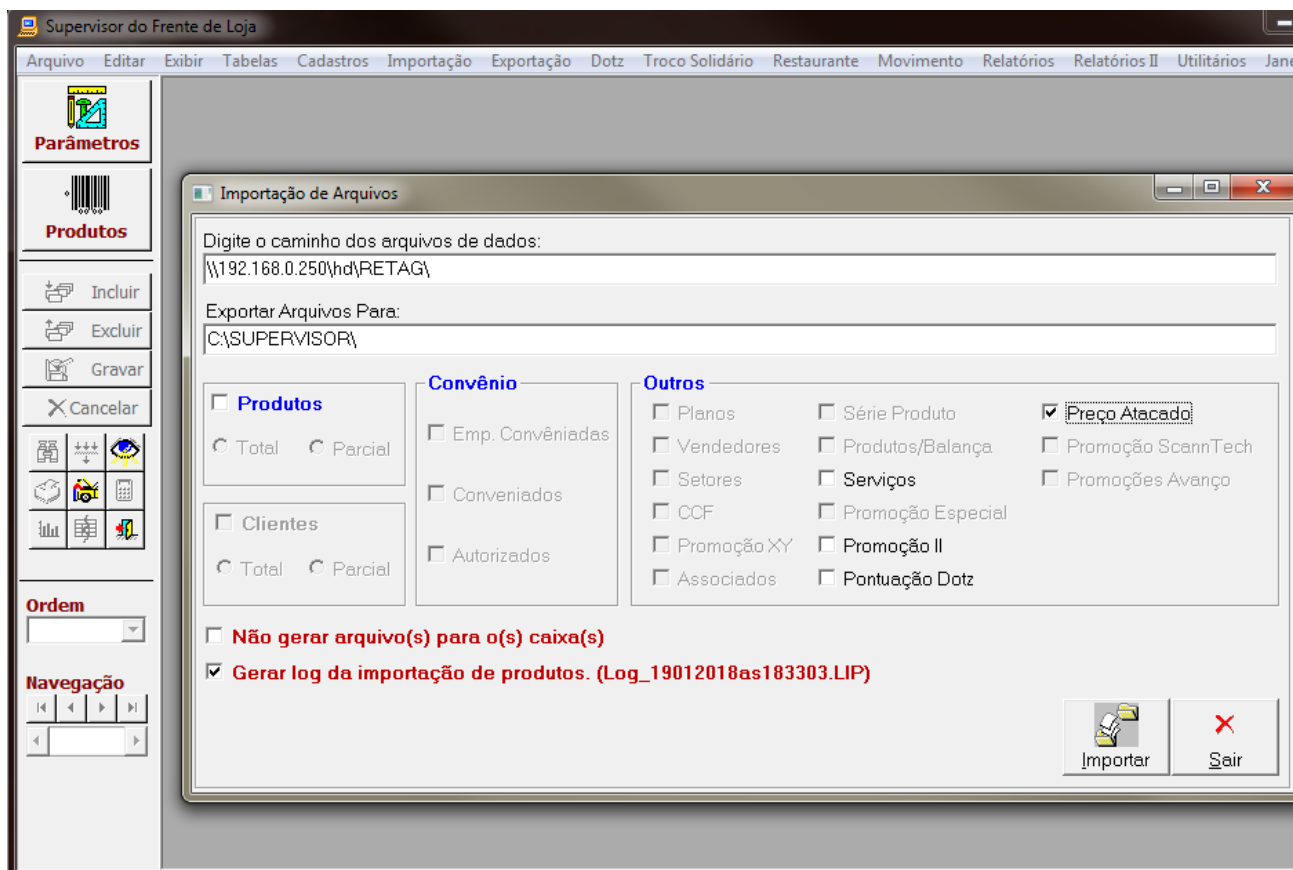 Supervisor do Frente de Loja
Arquivo Editar Exibir Tabelas Cadastros Importação Exportação Dotz Troco Solidário Restaurante Movimento Relatórios Relatórios II Utilitários Jane
Parâmetros
Produtos
Incluir
Excluir
Gravar
Cancelar
Ordem
Navegação
Importação de Arquivos
Digite o caminho dos arquivos de dados:
\\192.168.0.250\hd\RETAG\
Exportar Arquivos Para:
C:\SUPERVISOR\
Produtos
Total Parcial
Clientes
Total Parcial
Convênio
Emp. Convêniadas
Conveniados
Autorizados
Outros
Planos Série Produto Preço Atacado
Vendedores Produtos/Balança Promoção ScannTech
Setores Serviços Promoções Avanço
CCF Promoção Especial
Promoção XY Promoção II
Associados Pontuação Dotz
Não gerar arquivo(s) para o(s) caixa(s)
Gerar log da importação de produtos. (Log_19012018as183303.LIP)
Importar Sair